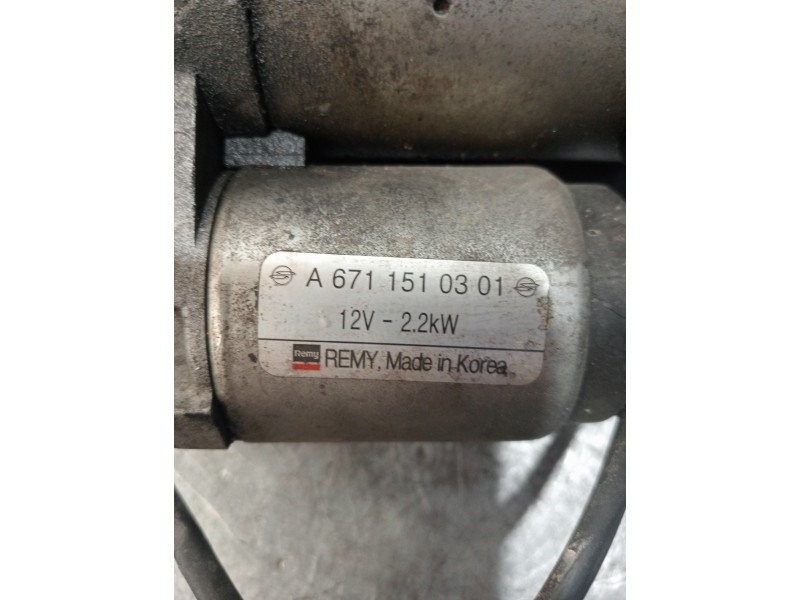 A 671 151 03 01
12V - 2.2kW
Remy REMY, Made in Korea